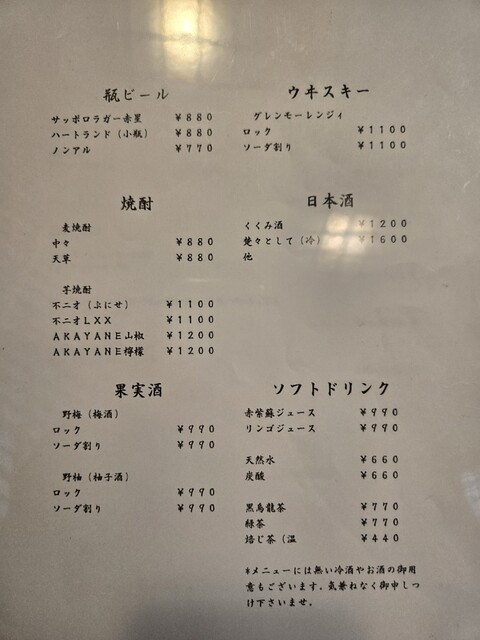 瓶ビール
サッポロラガー赤星 ￥８８０
ハートランド（小瓶） ￥８８０
ノンアル ￥７７０
焼酎
麦焼酎
中々 ￥８８０
天草 ￥８８０
芋焼酎
不二才（ぶにせ） ￥１１００
不二才ＬＸＸ ￥１１００
ＡＫＡＹＡＮＥ山椒 ￥１２００
ＡＫＡＹＡＮＥ檸檬 ￥１２００
果実酒
野梅（梅酒）
ロック ￥９９０
ソーダ割り ￥９９０
野柚（柚子酒）
ロック ￥９９０
ソーダ割り ￥９９０
ウヰスキー
グレンモーレンジィ
ロック ￥１１００
ソーダ割り ￥１１００
日本酒
くくみ酒 ￥１２００
楚々として（冷） ￥１６００
他
ソフトドリンク
赤紫蘇ジュース ￥９９０
リンゴジュース ￥９９０
天然水 ￥６６０
炭酸 ￥６６０
黒烏龍茶 ￥７７０
緑茶 ￥７７０
焙じ茶（温 ￥４４０
*メニューには無い冷酒やお酒の御用
意もございます、気兼ねなく御申しつ
け下さいませ。